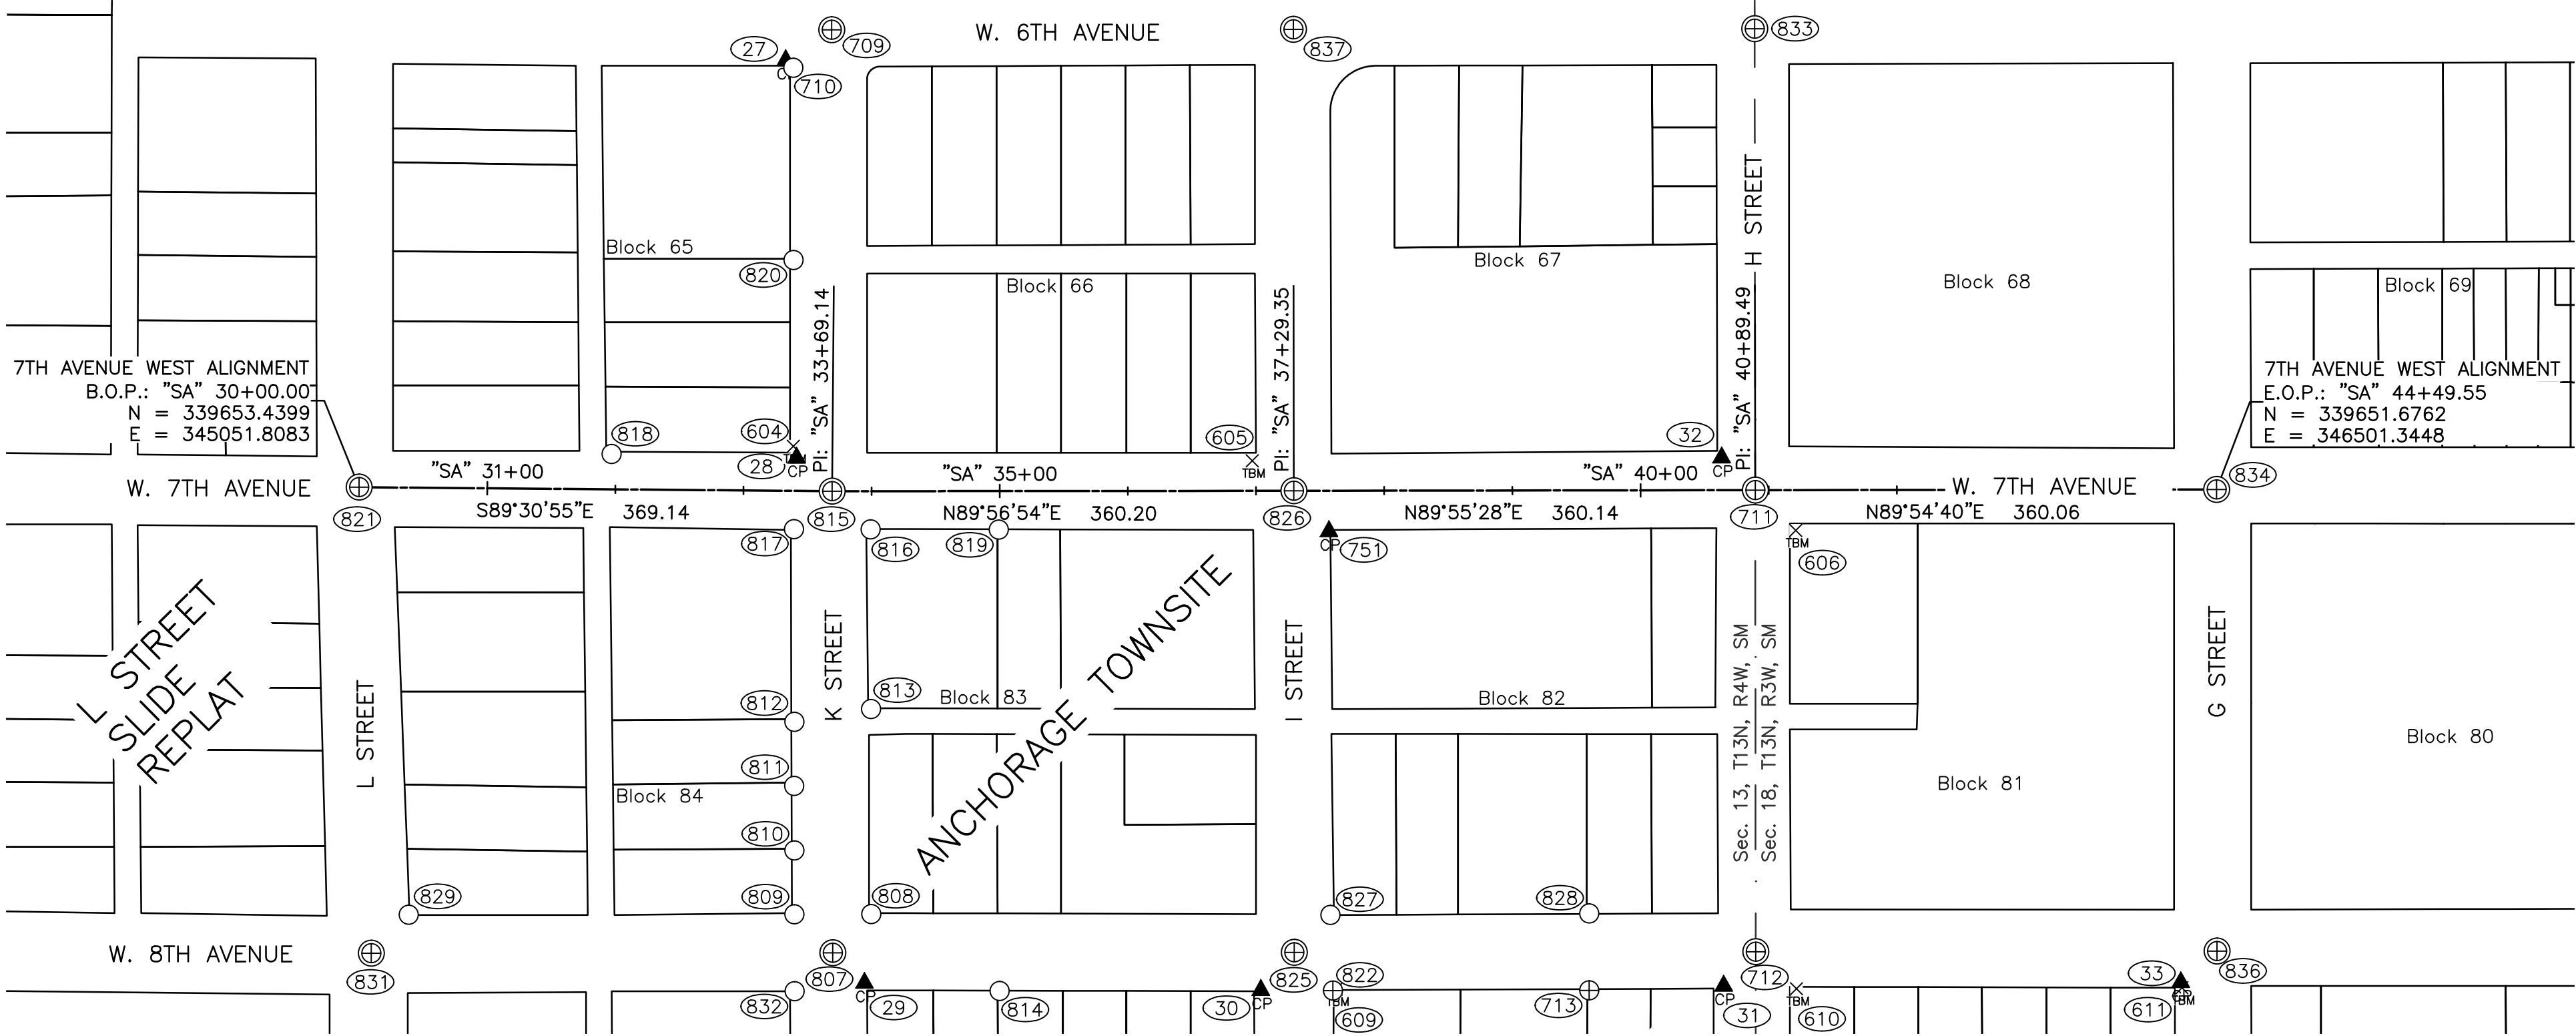 W. 6TH AVENUE
27
709
837
833
CP
710
H STREET
Block 65
820
Block 66
Block 67
Block 68
Block 69
PI: "SA" 33+69.14
PI: "SA" 37+29.35
PI: "SA" 40+89.49
7TH AVENUE WEST ALIGNMENT
B.O.P.: "SA" 30+00.00
N = 339653.4399
E = 345051.8083
7TH AVENUE WEST ALIGNMENT
E.O.P.: "SA" 44+49.55
N = 339651.6762
E = 346501.3448
818
604
TBM
28
CP
605
TBM
32
CP
"SA" 31+00
"SA" 35+00
"SA" 40+00
834
W. 7TH AVENUE
W. 7TH AVENUE
S89°30'55"E 369.14
N89°56'54"E 360.20
N89°55'28"E 360.14
N89°54'40"E 360.06
821
815
826
711
817
816
819
CP
751
TBM
606
L STREET
SLIDE
REPLAT
L STREET
K STREET
I STREET
G STREET
ANCHORAGE TOWNSITE
Sec. 13, T13N, R4W, SM
Sec. 18, T13N, R3W, SM
812
813
Block 83
Block 82
811
Block 84
Block 81
Block 80
810
829
809
808
827
828
W. 8TH AVENUE
831
807
825
822
712
33
836
832
CP
29
814
30
CP
TBM
609
713
CP
31
TBM
610
611
TBM